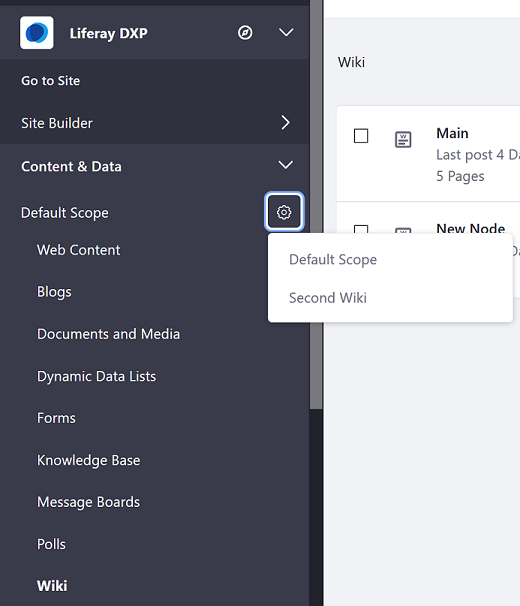 Liferay DXP
Go to Site
Site Builder
Content & Data
Default Scope
Web Content
Blogs
Documents and Media
Dynamic Data Lists
Forms
Knowledge Base
Message Boards
Polls
Wiki
Wiki
Main
Last post 4
5 Pages
New Node
Default Scope
Second Wiki